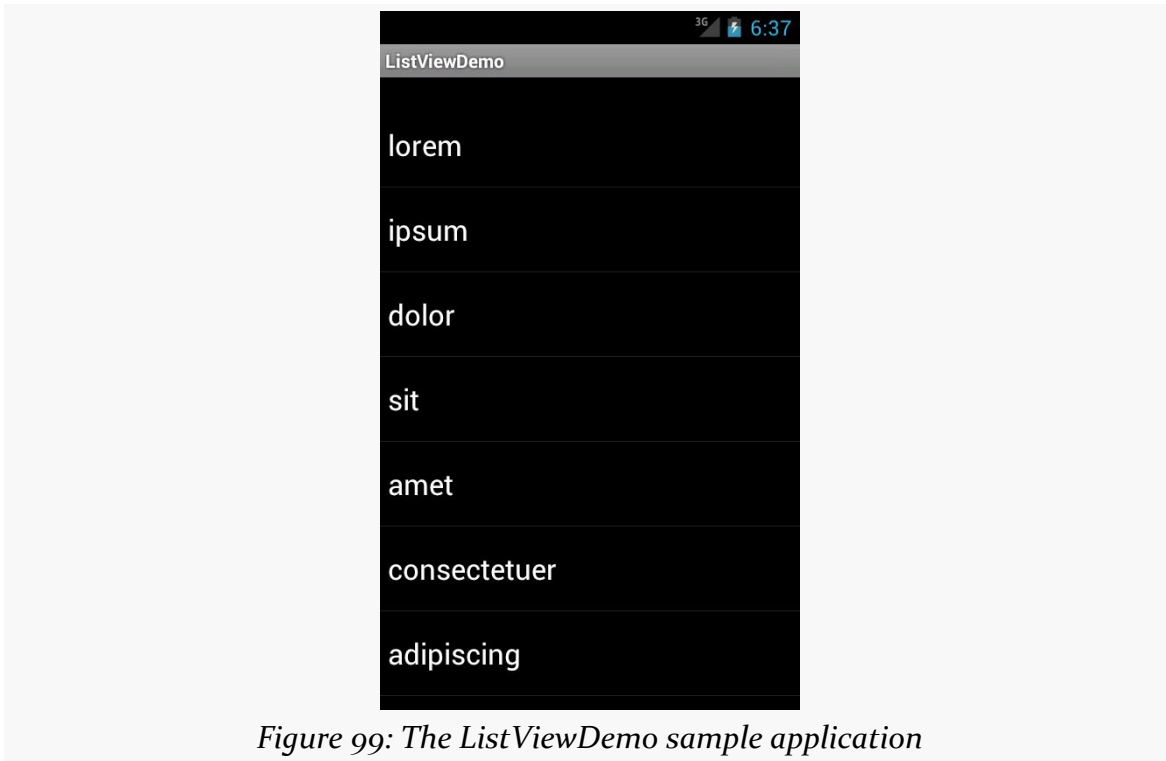 3G 6:37
ListViewDemo
lorem
ipsum
dolor
sit
amet
consectetuer
adipiscing
Figure 99: The ListViewDemo sample application